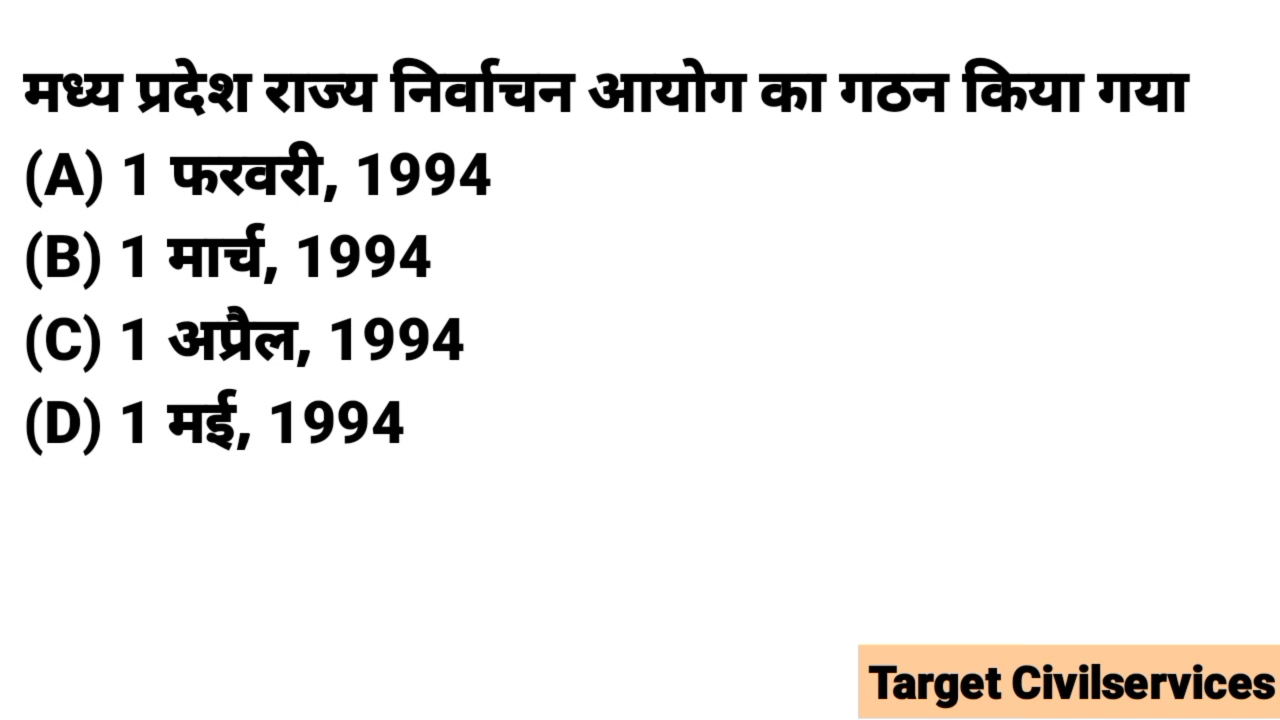 मध्य प्रदेश राज्य निर्वाचन आयोग का गठन किया गया
(A) 1 फरवरी, 1994
(B) 1 मार्च, 1994
(C) 1 अप्रैल, 1994
(D) 1 मई, 1994
Target Civilservices